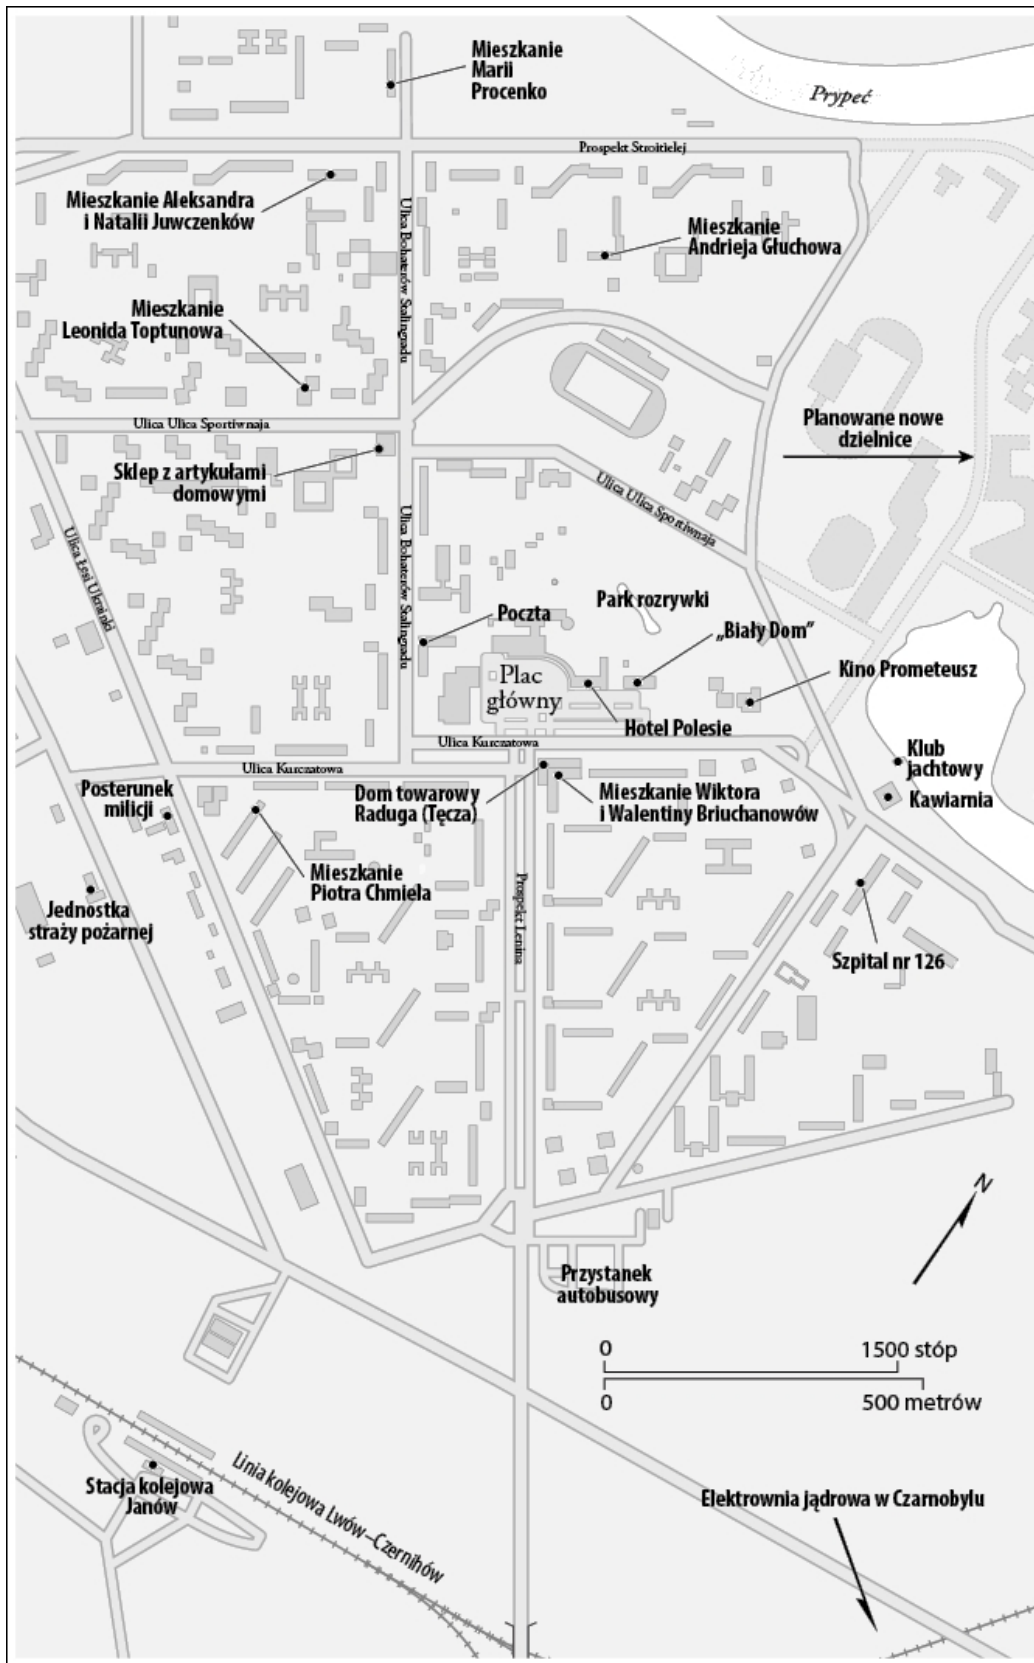 Mieszkanie
Marii
Procenko
Prypeć
Prospekt Stroitielej
Mieszkanie Aleksandra
i Natalii Juwczenków
Ulica Bohaterów Stalingradu
Mieszkanie
Andrieja Głuchowa
Mieszkanie
Leonida Toptunowa
Ulica Ulica Sportiwnaja
Planowane nowe
dzielnice
Sklep z artykułami
domowymi
Ulica Ulica Sportiwnaja
Ulica Łesi Ukrainki
Ulica Bohaterów Stalingradu
Park rozrywki
Poczta
„Biały Dom”
Plac
główny
Kino Prometeusz
Hotel Polesie
Ulica Kurczatowa
Ulica Kurczatowa
Klub
jachtowy
Posterunek
milicji
Dom towarowy
Raduga (Tęcza)
Mieszkanie Wiktora
i Walentiny Briuchanowów
Kawiarnia
Mieszkanie
Piotra Chmiela
Prospekt Lenina
Jednostka
straży pożarnej
Szpital nr 126
N
Przystanek
autobusowy
0 1500 stóp
0 500 metrów
Linia kolejowa Lwów–Czernihów
Stacja kolejowa
Janów
Elektrownia jądrowa w Czarnobylu